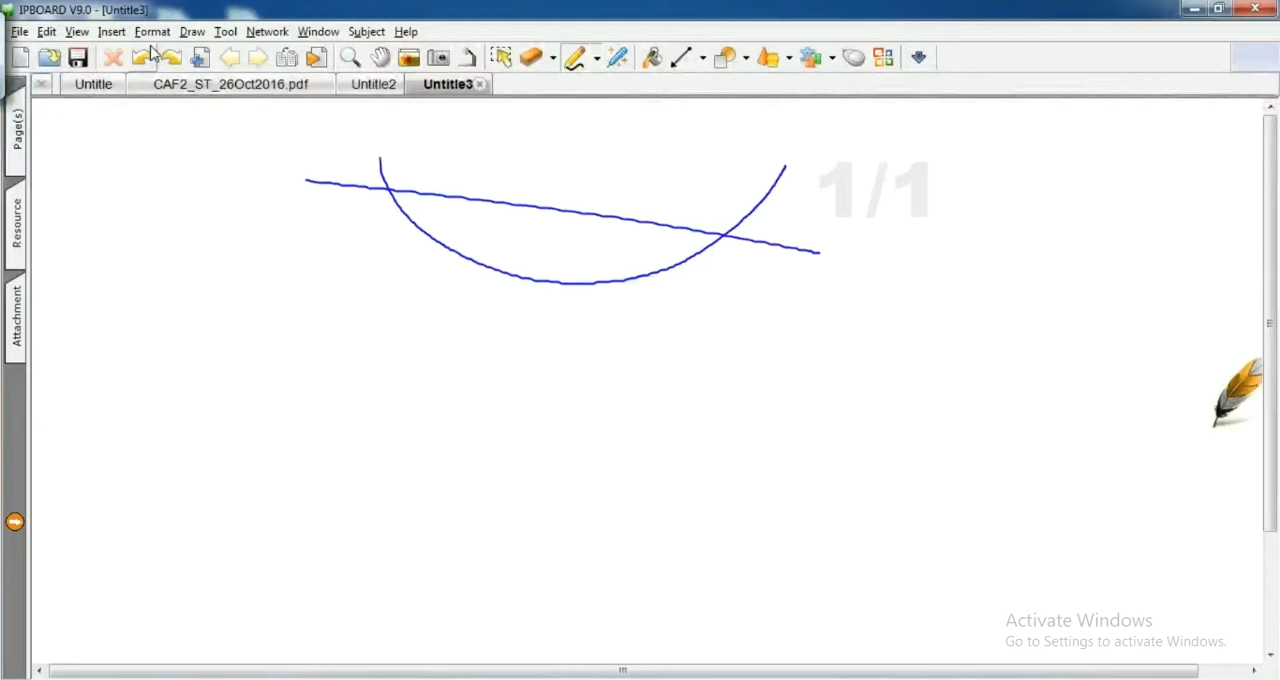 IPBOARD V9.0 - [Untitle3]
File Edit View Insert Format Draw Tool Network Window Subject Help
Untitle CAF2_ST_26Oct2016.pdf Untitle2 Untitle3
Page(s)
Resource
Attachment
1/1
Activate Windows
Go to Settings to activate Windows.